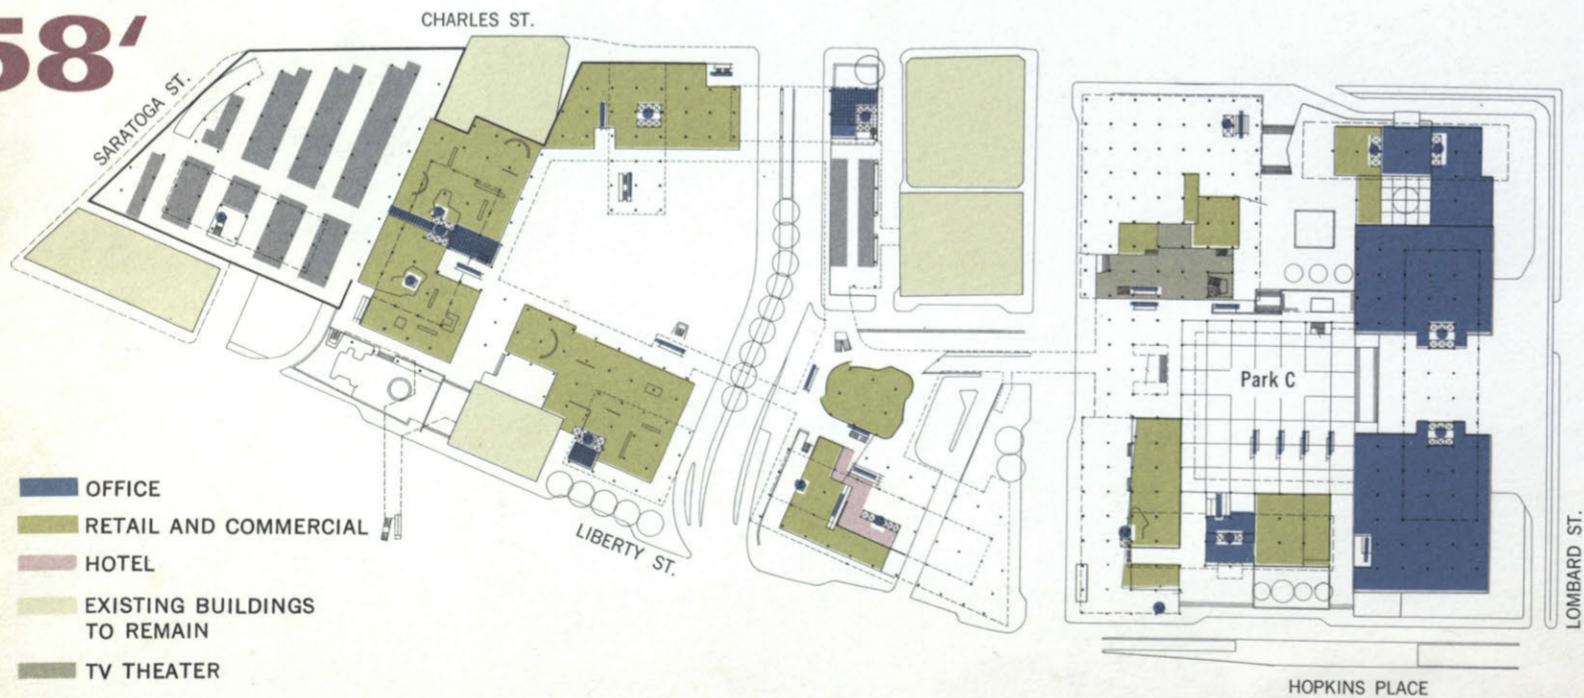 58'
CHARLES ST.
SARATOGA ST.
Park C
LIBERTY ST.
LOMBARD ST.
HOPKINS PLACE
OFFICE
RETAIL AND COMMERCIAL
HOTEL
EXISTING BUILDINGS
TO REMAIN
TV THEATER